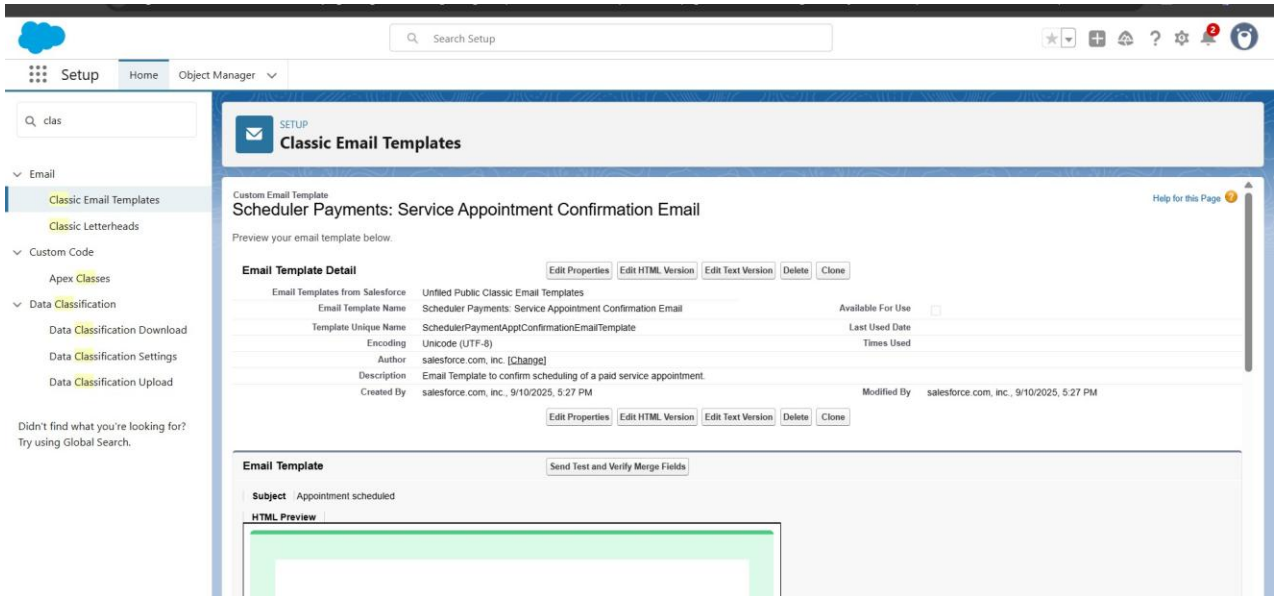 Search Setup
2
Setup Home Object Manager
clas
Email
Classic Email Templates
Classic Letterheads
Custom Code
Apex Classes
Data Classification
Data Classification Download
Data Classification Settings
Data Classification Upload
Didn't find what you're looking for?
Try using Global Search.
SETUP
Classic Email Templates
Custom Email Template
Scheduler Payments: Service Appointment Confirmation Email
Help for this Page ?
Preview your email template below.
Email Template Detail Edit Properties Edit HTML Version Edit Text Version Delete Clone
Email Templates from Salesforce Unfiled Public Classic Email Templates
Email Template Name Scheduler Payments: Service Appointment Confirmation Email Available For Use
Template Unique Name SchedulerPaymentApptConfirmationEmailTemplate Last Used Date
Encoding Unicode (UTF-8) Times Used
Author salesforce.com, inc. [Change]
Description Email Template to confirm scheduling of a paid service appointment.
Created By salesforce.com, inc., 9/10/2025, 5:27 PM Modified By salesforce.com, inc., 9/10/2025, 5:27 PM
Edit Properties Edit HTML Version Edit Text Version Delete Clone
Email Template Send Test and Verify Merge Fields
Subject Appointment scheduled
HTML Preview